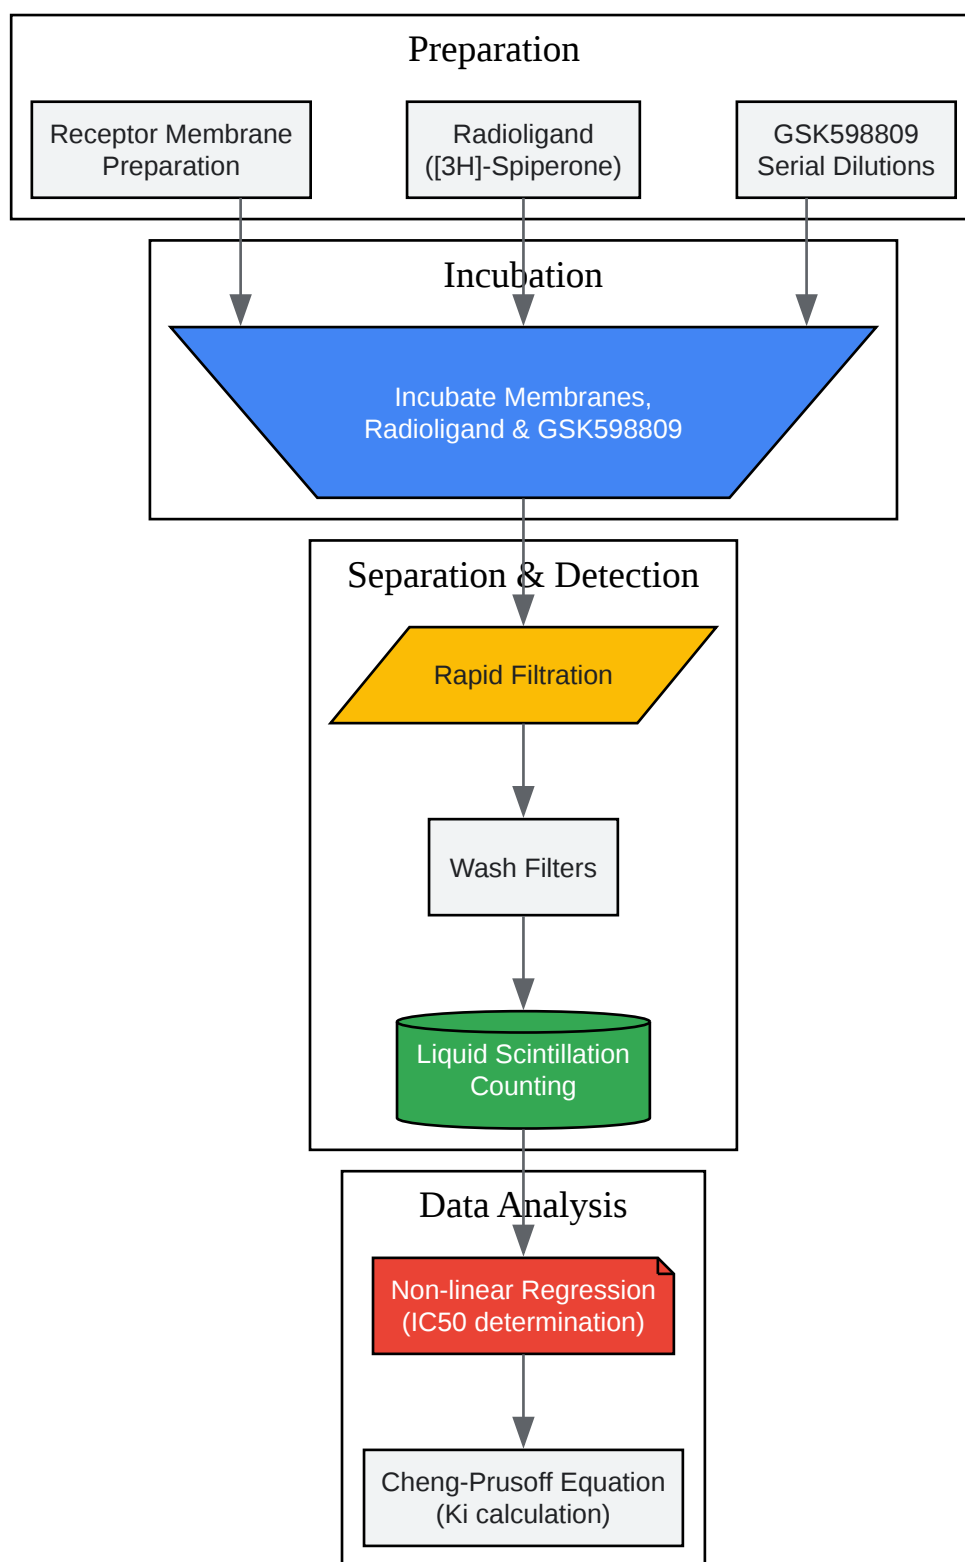 Preparation
Receptor Membrane
Preparation
Radioligand
([3H]-Spiperone)
GSK598809
Serial Dilutions
Incubation
Incubate Membranes,
Radioligand & GSK598809
Separation & Detection
Rapid Filtration
Wash Filters
Liquid Scintillation
Counting
Data Analysis
Non-linear Regression
(IC50 determination)
Cheng-Prusoff Equation
(Ki calculation)